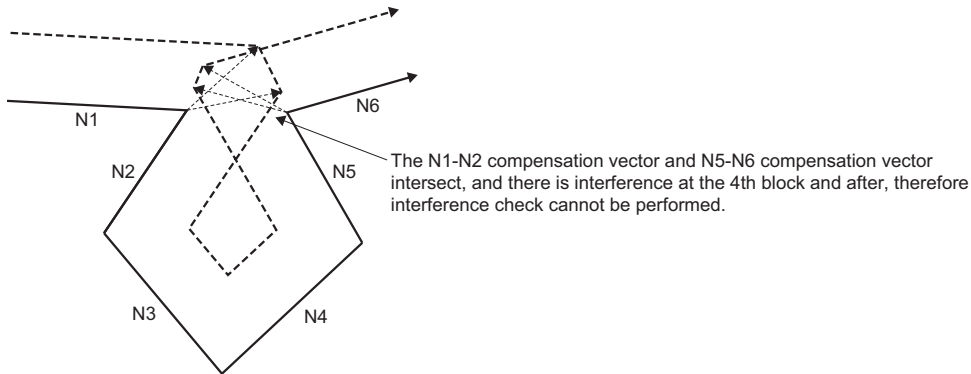 N1
N6
N2
N5
The N1-N2 compensation vector and N5-N6 compensation vector
intersect, and there is interference at the 4th block and after, therefore
interference check cannot be performed.
N3
N4